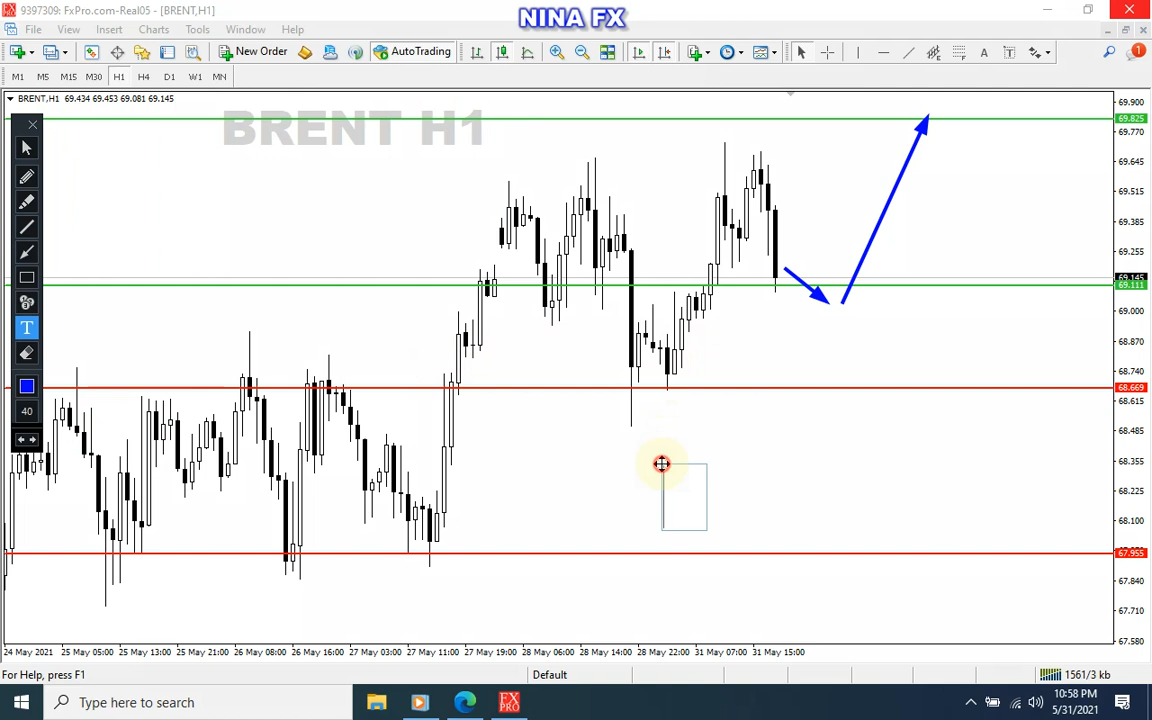 NINA FX
9397309: FxPro.com-Real05 - [BRENT,H1]
File View Insert Charts Tools Window Help
New Order AutoTrading 1
M1 M5 M15 M30 H1 H4 D1 W1 MN
BRENT,H1 69.434 69.453 69.081 69.145
BRENT H1
69.900
69.825
69.770
69.645
69.515
69.385
69.255
69.145
69.111
69.000
68.870
68.740
68.669
68.615
68.485
68.355
68.225
68.100
67.955
67.840
67.710
67.580
T
40
24 May 2021 25 May 05:00 25 May 13:00 25 May 21:00 26 May 08:00 26 May 16:00 27 May 03:00 27 May 11:00 27 May 19:00 28 May 06:00 28 May 14:00 28 May 22:00 31 May 07:00 31 May 15:00
For Help, press F1 Default 1561/3 kb
Type here to search FX PRO 10:58 PM
5/31/2021